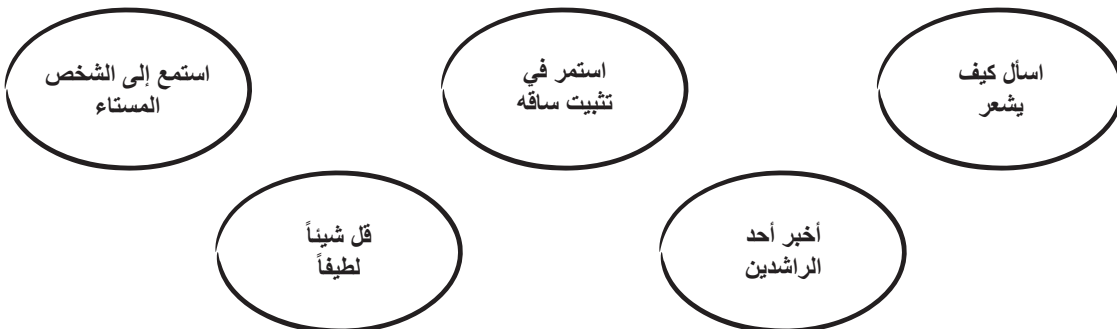 اسأل كيف
يشعر
استمر في
تثبيت ساقه
استمع إلى الشخص
المستاء
أخبر أحد
الراشدين
قل شيئاً
لطيفاً